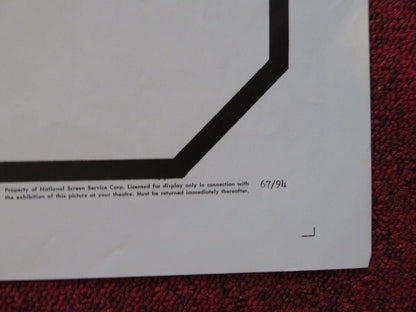 Property of National Screen Service Corp. Licensed for display only in connection with
the exhibition of this picture at your theatre. Must be returned immediately thereafter.
67/94